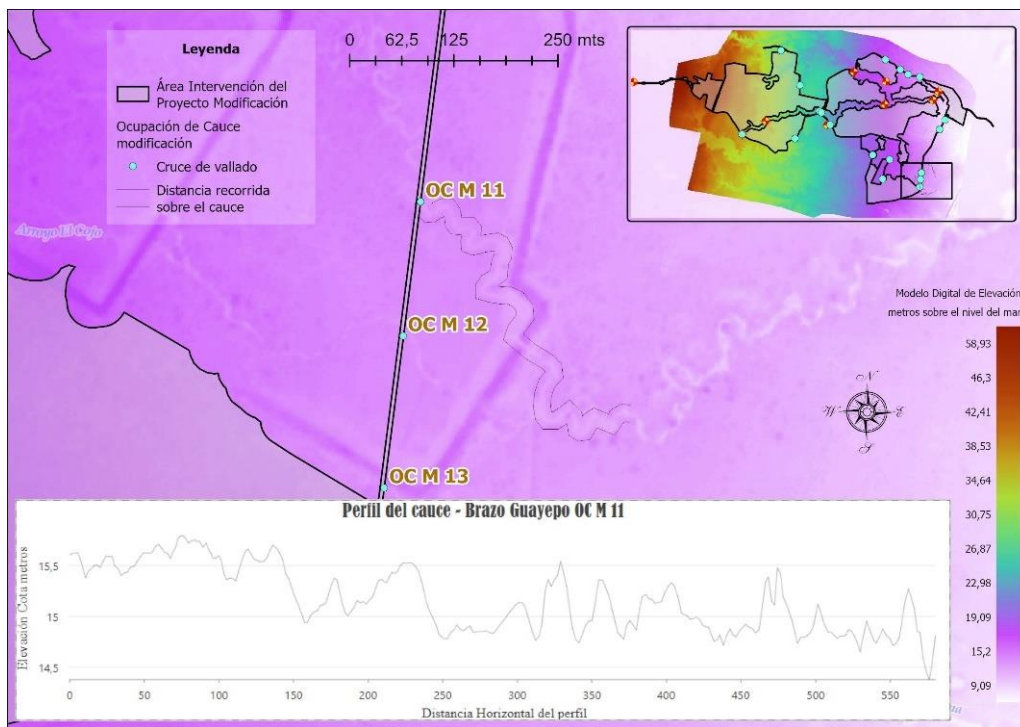 Leyenda
Área Intervención del
Proyecto Modificación
Ocupación de Cauce
modificación
Cruce de vallado
Distancia recorrida
sobre el cauce
0 62,5 125 250 mts
OC M 11
Arroyo El Cojo
OC M 12
OC M 13
Modelo Digital de Elevación
metros sobre el nivel del mar
58,93
46,3
42,41
38,53
34,64
30,75
26,87
22,98
19,09
15,2
9,09
N
W E
S
Perfil del cauce - Brazo Guayepo OC M 11
Elevación Cota metros
15,5
15
14,5
0 50 100 150 200 250 300 350 400 450 500 550
Distancia Horizontal del perfil